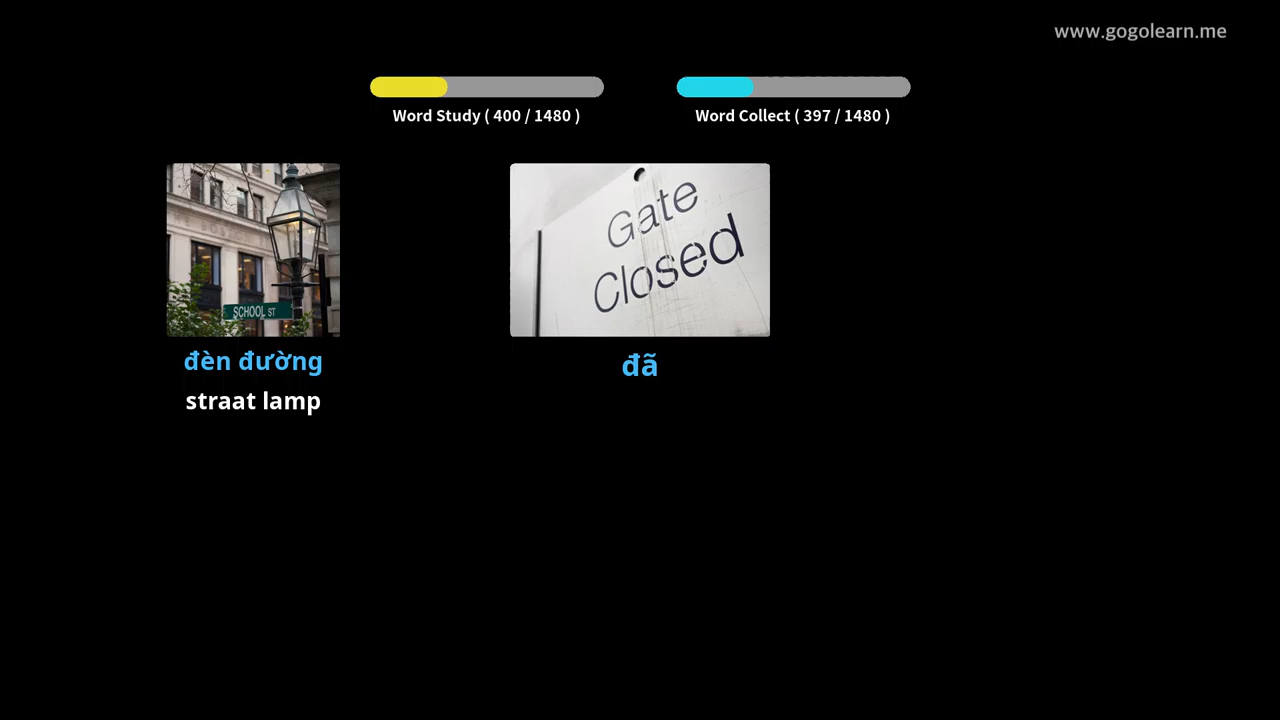 www.gogolearn.me
Word Study ( 400 / 1480 )
Word Collect ( 397 / 1480 )
SCHOOL ST
Gate
Closed
đèn đường
straat lamp
đã